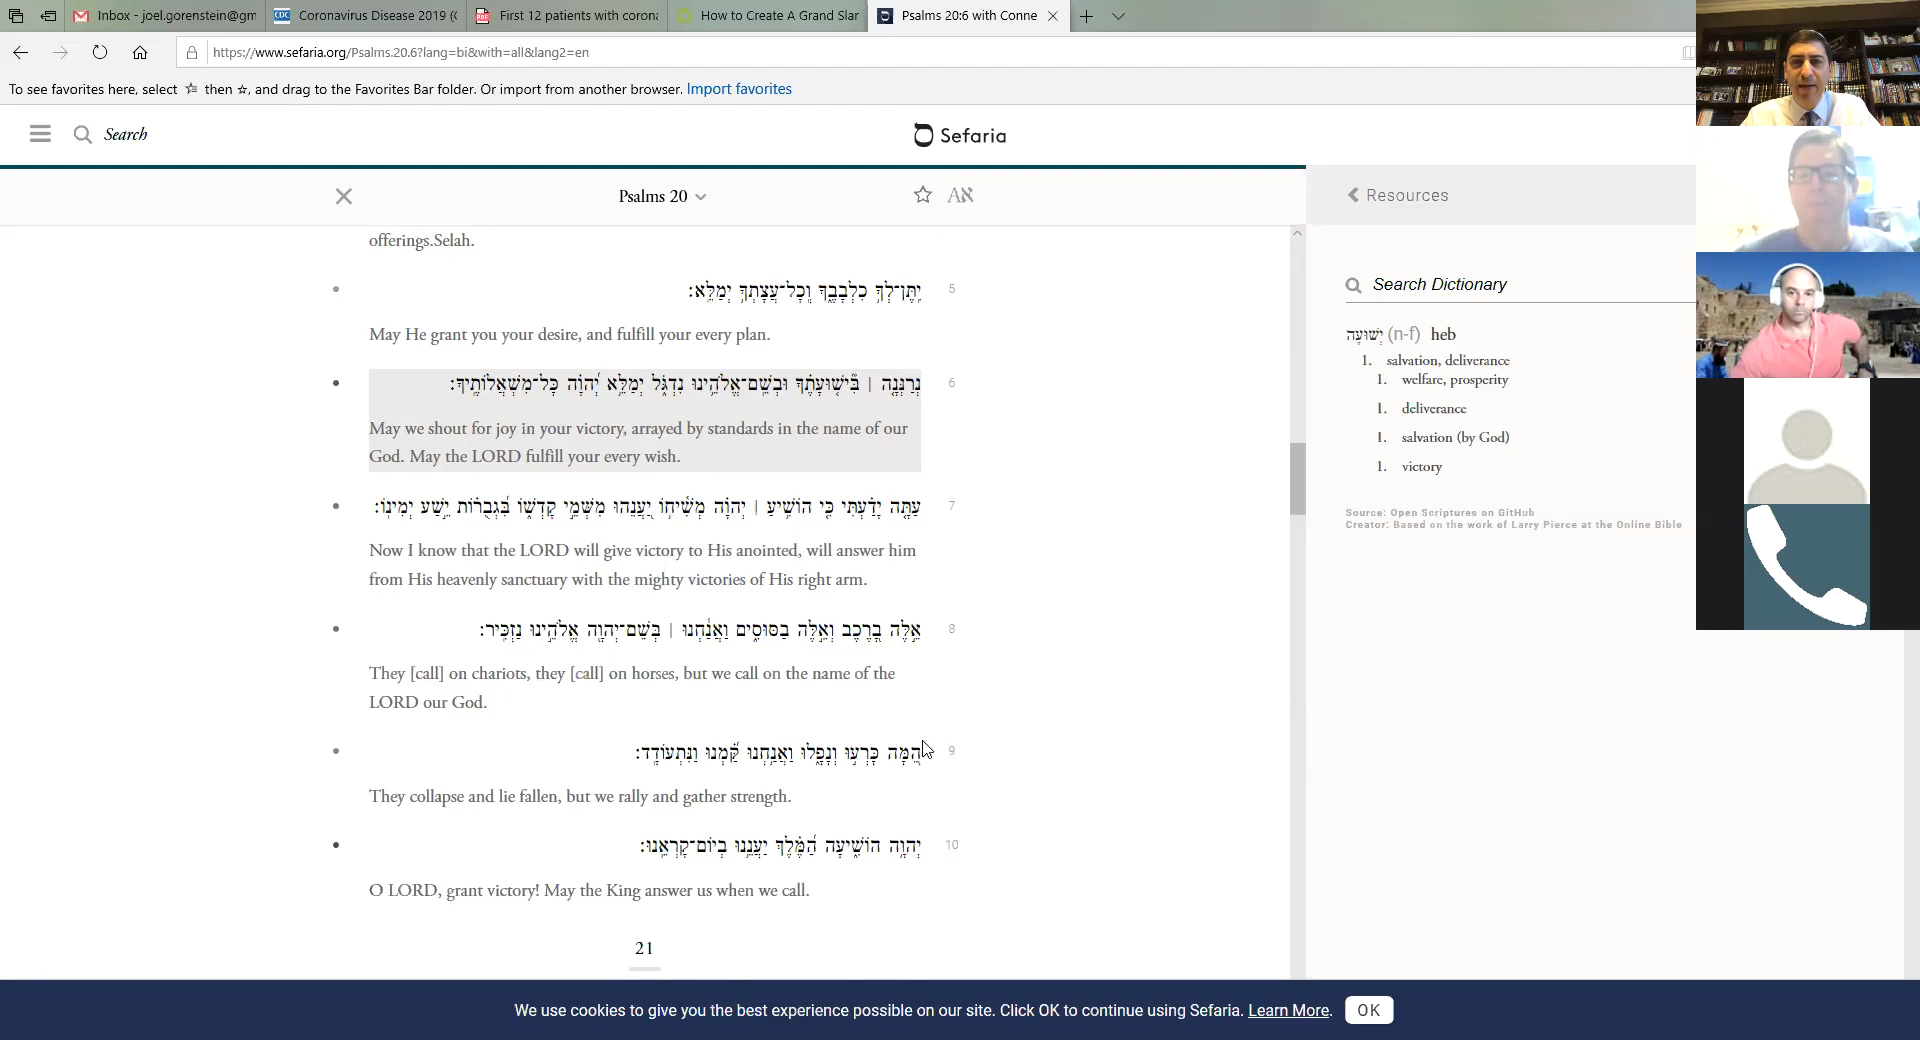 Inbox - joel.gorenstein@gm
Coronavirus Disease 2019 (C
First 12 patients with corona
How to Create A Grand Slar
Psalms 20:6 with Conne
https://www.sefaria.org/Psalms.20.6?lang=bi&with=all&lang2=en
To see favorites here, select ☆ then ☆, and drag to the Favorites Bar folder. Or import from another browser. Import favorites
Search
Sefaria
Psalms 20
Resources
offerings.Selah.
יִֽתֶּן־לְךָ֥ כִלְבָבֶ֑ךָ וְֽכָל־עֲצָתְךָ֥ יְמַלֵּֽא׃ 5
May He grant you your desire, and fulfill your every plan.
נְרַנְּנָ֤ה | בִּ֘ישׁ֤וּעָתֶ֗ךָ וּבְשֵֽׁם־אֱלֹהֵ֥ינוּ נִדְגֹּ֑ל יְמַלֵּ֥א יְ֝הוָ֗ה כָּל־מִשְׁאֲלוֹתֶֽיךָ׃ 6
May we shout for joy in your victory, arrayed by standards in the name of our
God. May the LORD fulfill your every wish.
עַתָּ֤ה יָדַ֗עְתִּי כִּ֤י הוֹשִׁ֥יעַ | יְהוָ֗ה מְשִׁ֫יח֥וֹ יַ֭עֲנֵהוּ מִשְּׁמֵ֣י קָדְשׁ֑וֹ בִּ֝גְבֻר֗וֹת יֵ֣שַׁע יְמִינֽוֹ׃ 7
Now I know that the LORD will give victory to His anointed, will answer him
from His heavenly sanctuary with the mighty victories of His right arm.
אֵ֣לֶּה בָ֭רֶכֶב וְאֵ֣לֶּה בַסּוּסִ֑ים וַאֲנַ֓חְנוּ | בְּשֵׁם־יְהוָ֖ה אֱלֹהֵ֣ינוּ נַזְכִּֽיר׃ 8
They [call] on chariots, they [call] on horses, but we call on the name of the
LORD our God.
הֵ֭מָּה כָּרְע֣וּ וְנָפָ֑לוּ וַאֲנַ֥חְנוּ קַּ֝֗מְנוּ וַנִּתְעוֹדָֽד׃ 9
They collapse and lie fallen, but we rally and gather strength.
יְהוָ֥ה הוֹשִׁ֑יעָה הַ֝מֶּ֗לֶךְ יַעֲנֵ֥נוּ בְיוֹם־קָרְאֵֽנוּ׃ 10
O LORD, grant victory! May the King answer us when we call.
21
Search Dictionary
יְשׁוּעָה (n-f) heb
1. salvation, deliverance
1. welfare, prosperity
1. deliverance
1. salvation (by God)
1. victory
Source: Open Scriptures on GitHub
Creator: Based on the work of Larry Pierce at the Online Bible
We use cookies to give you the best experience possible on our site. Click OK to continue using Sefaria. Learn More. OK